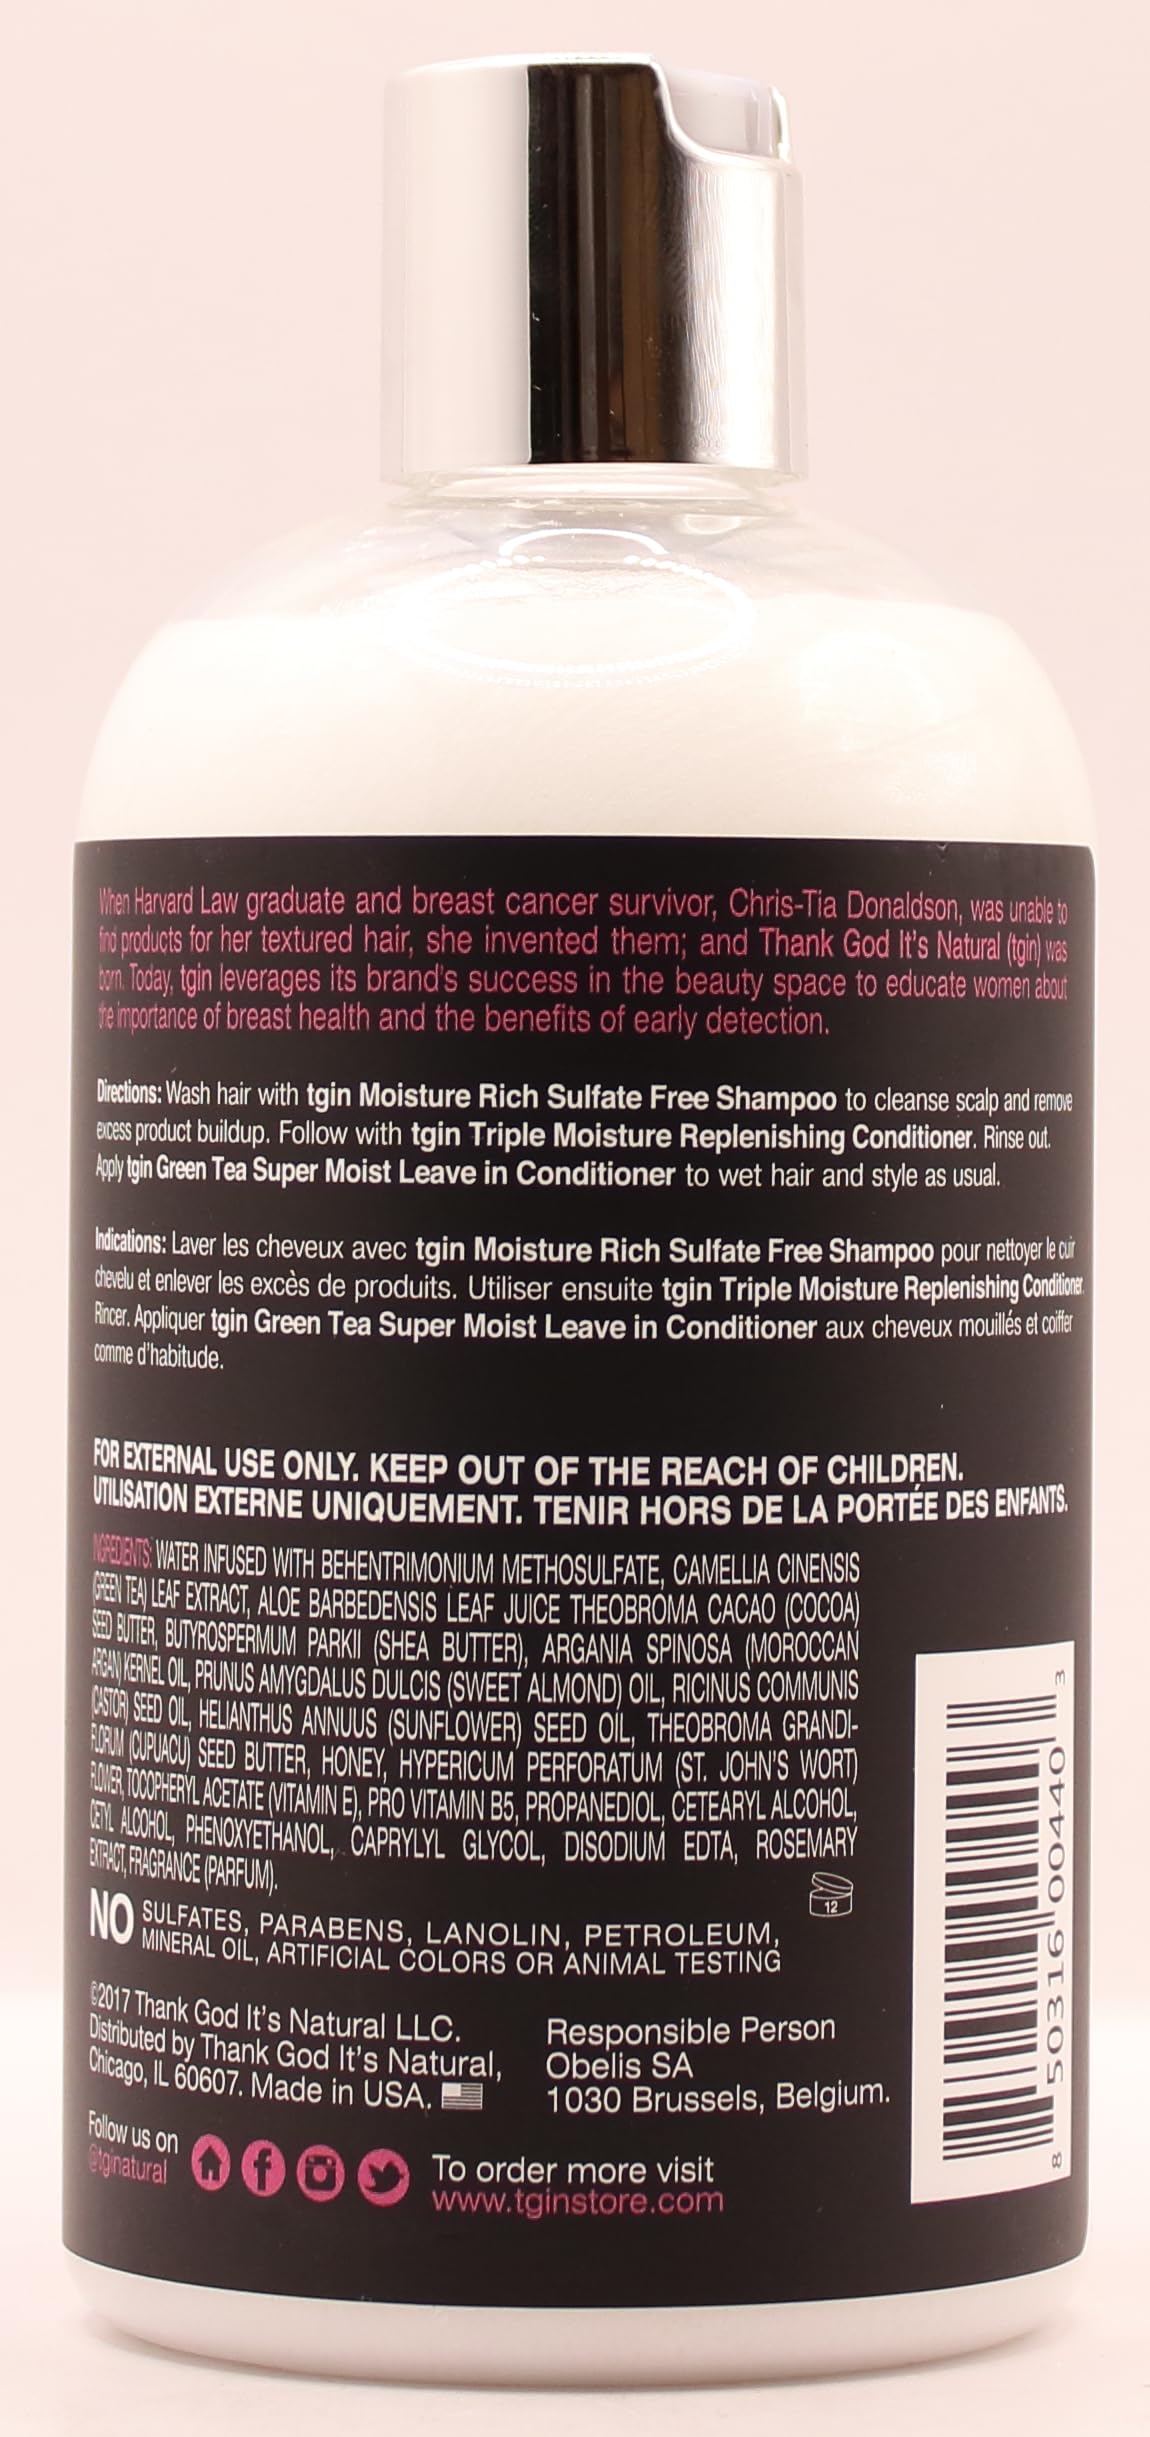 When Harvard Law graduate and breast cancer survivor, Chris-Tia Donaldson, was unable to
find products for her textured hair, she invented them; and Thank God It's Natural (tgin) was
born. Today, tgin leverages its brand's success in the beauty space to educate women about
the importance of breast health and the benefits of early detection.
Directions: Wash hair with tgin Moisture Rich Sulfate Free Shampoo to cleanse scalp and remove
excess product buildup. Follow with tgin Triple Moisture Replenishing Conditioner. Rinse out.
Apply tgin Green Tea Super Moist Leave in Conditioner to wet hair and style as usual.
Indications: Laver les cheveux avec tgin Moisture Rich Sulfate Free Shampoo pour nettoyer le cuir
chevelu et enlever les excès de produits. Utiliser ensuite tgin Triple Moisture Replenishing Conditioner.
Rincer. Appliquer tgin Green Tea Super Moist Leave in Conditioner aux cheveux mouillés et coiffer
comme d'habitude.
FOR EXTERNAL USE ONLY. KEEP OUT OF THE REACH OF CHILDREN.
UTILISATION EXTERNE UNIQUEMENT. TENIR HORS DE LA PORTÉE DES ENFANTS.
INGREDIENTS: WATER INFUSED WITH BEHENTRIMONIUM METHOSULFATE, CAMELLIA CINENSIS
(GREEN TEA) LEAF EXTRACT, ALOE BARBEDENSIS LEAF JUICE THEOBROMA CACAO (COCOA)
SEED BUTTER, BUTYROSPERMUM PARKII (SHEA BUTTER), ARGANIA SPINOSA (MOROCCAN
ARGAN) KERNEL OIL, PRUNUS AMYGDALUS DULCIS (SWEET ALMOND) OIL, RICINUS COMMUNIS
(CASTOR) SEED OIL, HELIANTHUS ANNUUS (SUNFLOWER) SEED OIL, THEOBROMA GRANDI-
FLORUM (CUPUACU) SEED BUTTER, HONEY, HYPERICUM PERFORATUM (ST. JOHN'S WORT)
FLOWER, TOCOPHERYL ACETATE (VITAMIN E), PRO VITAMIN B5, PROPANEDIOL, CETEARYL ALCOHOL,
CETYL ALCOHOL, PHENOXYETHANOL, CAPRYLYL GLYCOL, DISODIUM EDTA, ROSEMARY
EXTRACT, FRAGRANCE (PARFUM).
12
NO SULFATES, PARABENS, LANOLIN, PETROLEUM,
MINERAL OIL, ARTIFICIAL COLORS OR ANIMAL TESTING
©2017 Thank God It's Natural LLC.
Distributed by Thank God It's Natural,
Chicago, IL 60607. Made in USA.
Responsible Person
Obelis SA
1030 Brussels, Belgium.
Follow us on
@tginatural
To order more visit
www.tginstore.com
8 50316 00440 3